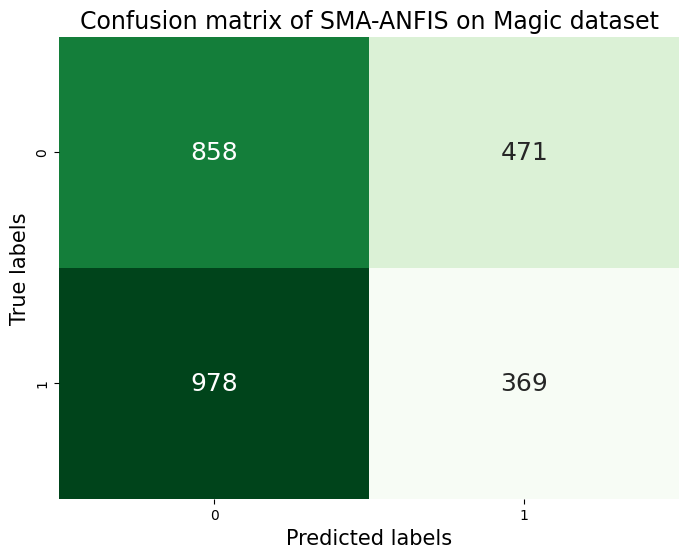 Confusion matrix of SMA-ANFIS on Magic dataset
True labels
0
858
471
1
978
369
0
1
Predicted labels